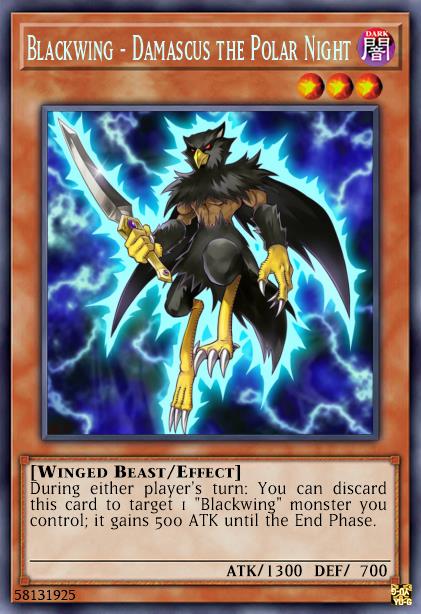 Blackwing - Damascus the Polar Night
DARK
闇
[Winged Beast/Effect]
During either player's turn: You can discard
this card to target 1 "Blackwing" monster you
control; it gains 500 ATK until the End Phase.
ATK/1300 DEF/ 700
58131925